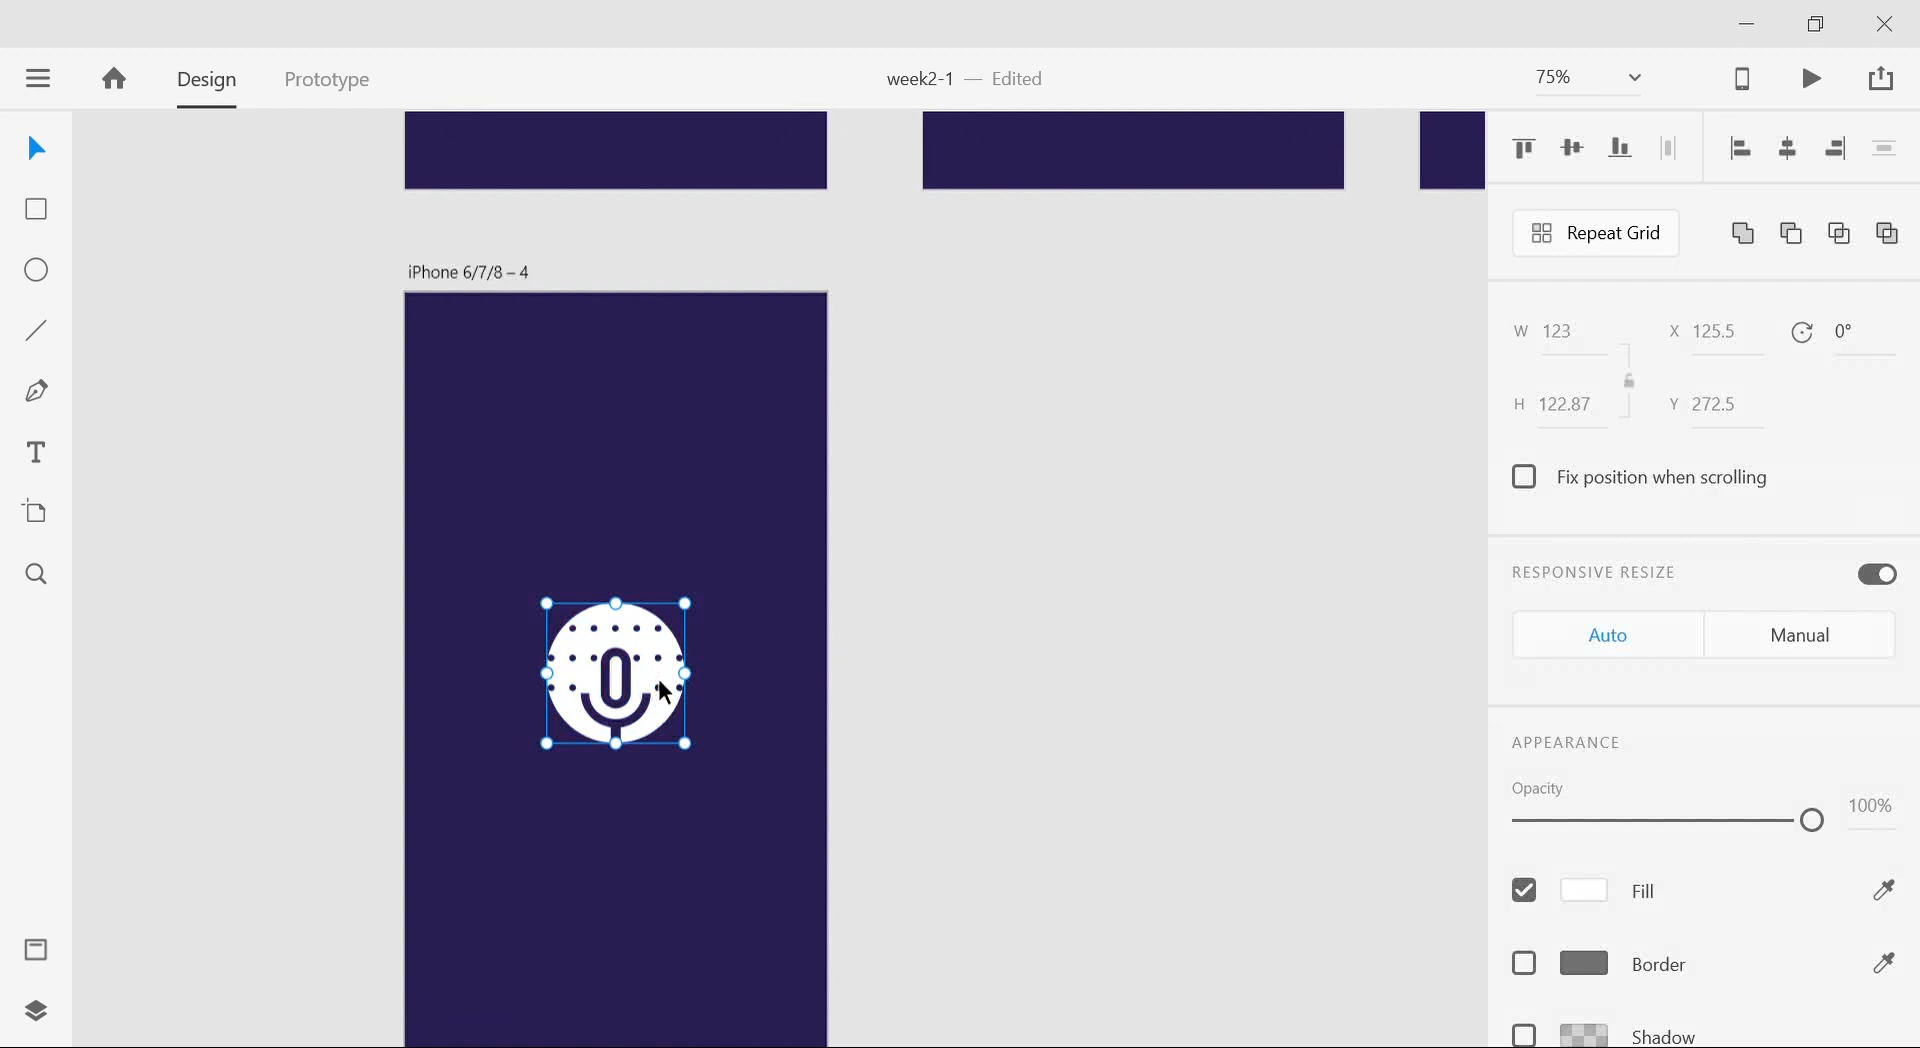 Design
Prototype
week2-1 — Edited
75%
Repeat Grid
iPhone 6/7/8 – 4
W 123
X 125.5
0°
H 122.87
Y 272.5
Fix position when scrolling
RESPONSIVE RESIZE
Auto
Manual
APPEARANCE
Opacity
100%
Fill
Border
Shadow